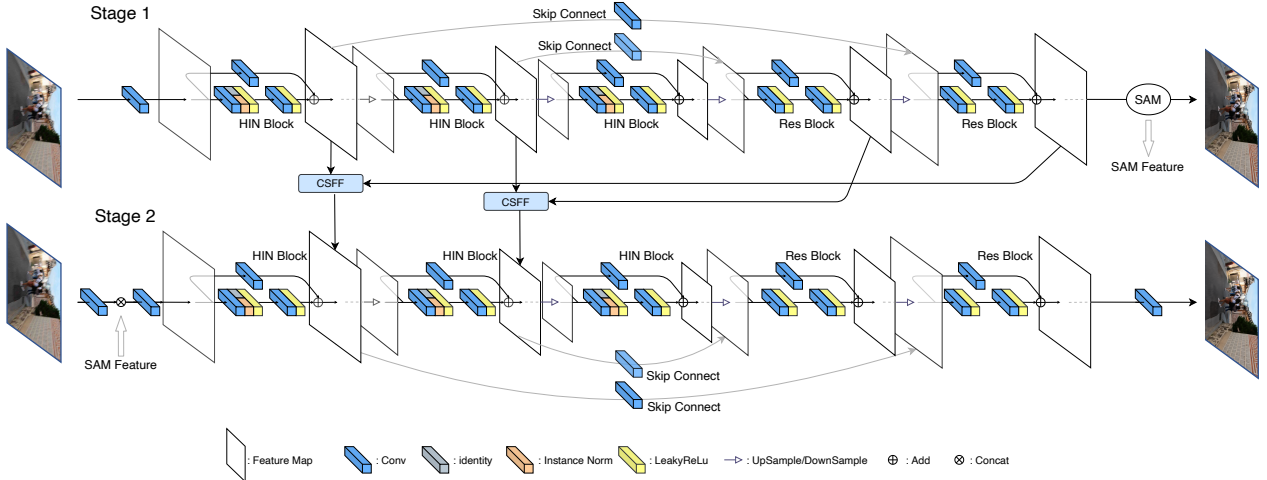 Stage 1
Skip Connect
Skip Connect
HIN Block
HIN Block
HIN Block
Res Block
Res Block
SAM
SAM Feature
CSFF
CSFF
Stage 2
HIN Block
HIN Block
HIN Block
Res Block
Res Block
SAM Feature
Skip Connect
Skip Connect
: Feature Map
: Conv
: identity
: Instance Norm
: LeakyReLu
: UpSample/DownSample
: Add
: Concat